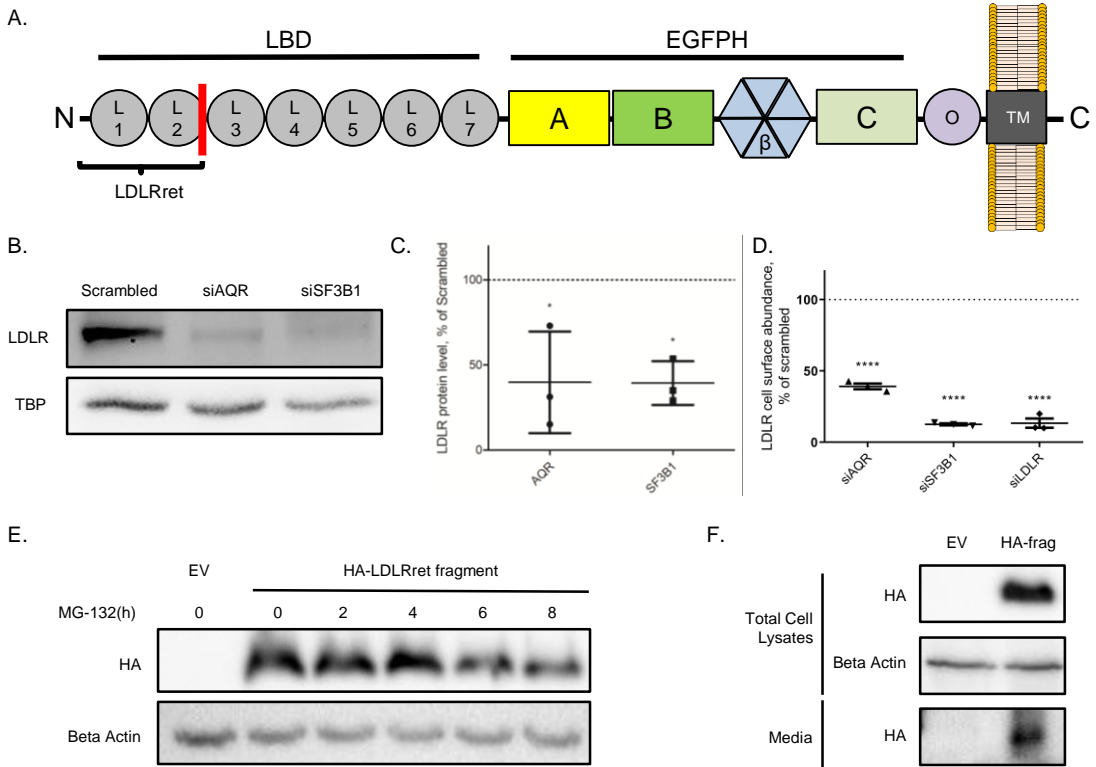 A.
LBD
EGFPH
N
L 1
L 2
L 3
L 4
L 5
L 6
L 7
A
B
β
C
O
TM
C
LDLRret
B.
Scrambled siAQR siSF3B1
LDLR
TBP
C.
LDLR protein level, % of Scrambled
100
50
0
*
*
AQR
SF3B1
D.
LDLR cell surface abundance,
% of scrambled
100
50
0
****
****
****
siAQR
siSF3B1
siLDLR
E.
EV HA-LDLRret fragment
MG-132(h) 0 0 2 4 6 8
HA
Beta Actin
F.
EV HA-frag
Total Cell
Lysates
HA
Beta Actin
Media
HA